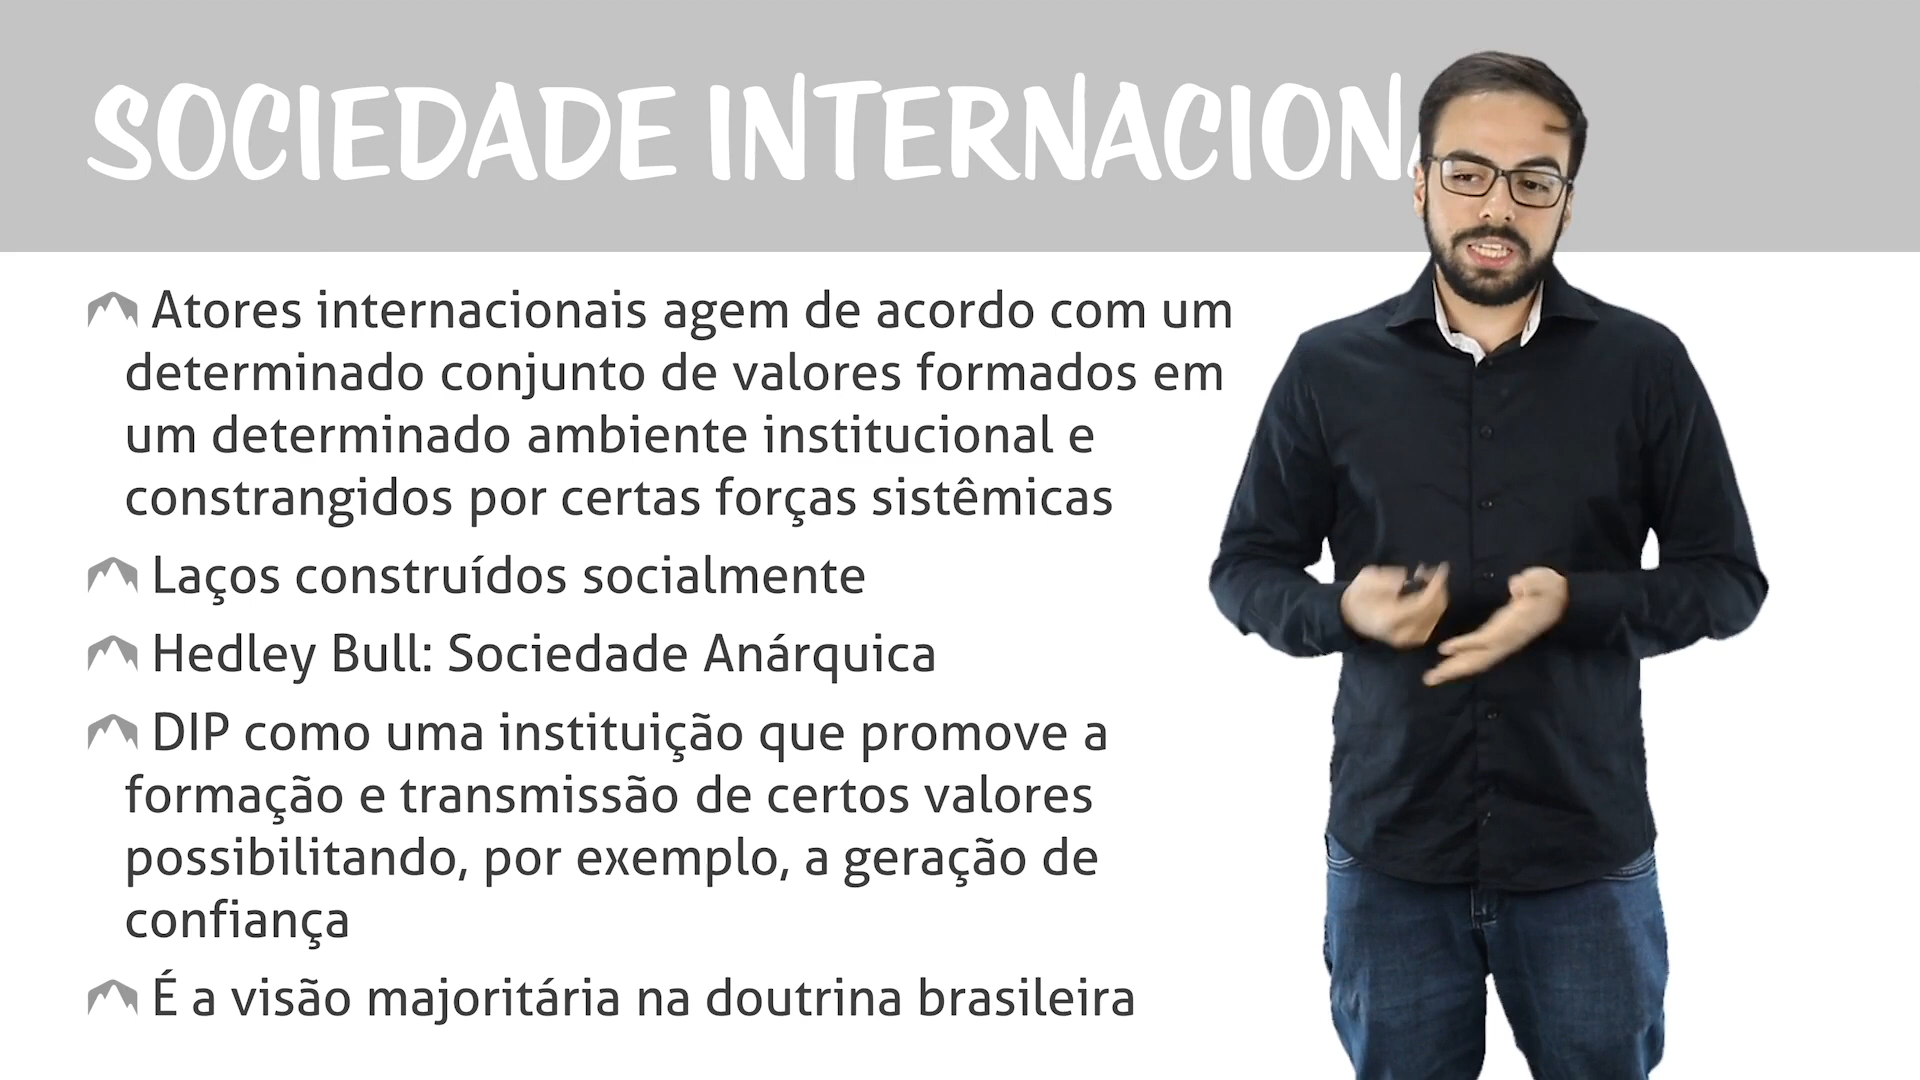 SOCIEDADE INTERNACION
Atores internacionais agem de acordo com um
determinado conjunto de valores formados em
um determinado ambiente institucional e
constrangidos por certas forças sistêmicas
Laços construídos socialmente
Hedley Bull: Sociedade Anárquica
DIP como uma instituição que promove a
formação e transmissão de certos valores
possibilitando, por exemplo, a geração de
confiança
É a visão majoritária na doutrina brasileira